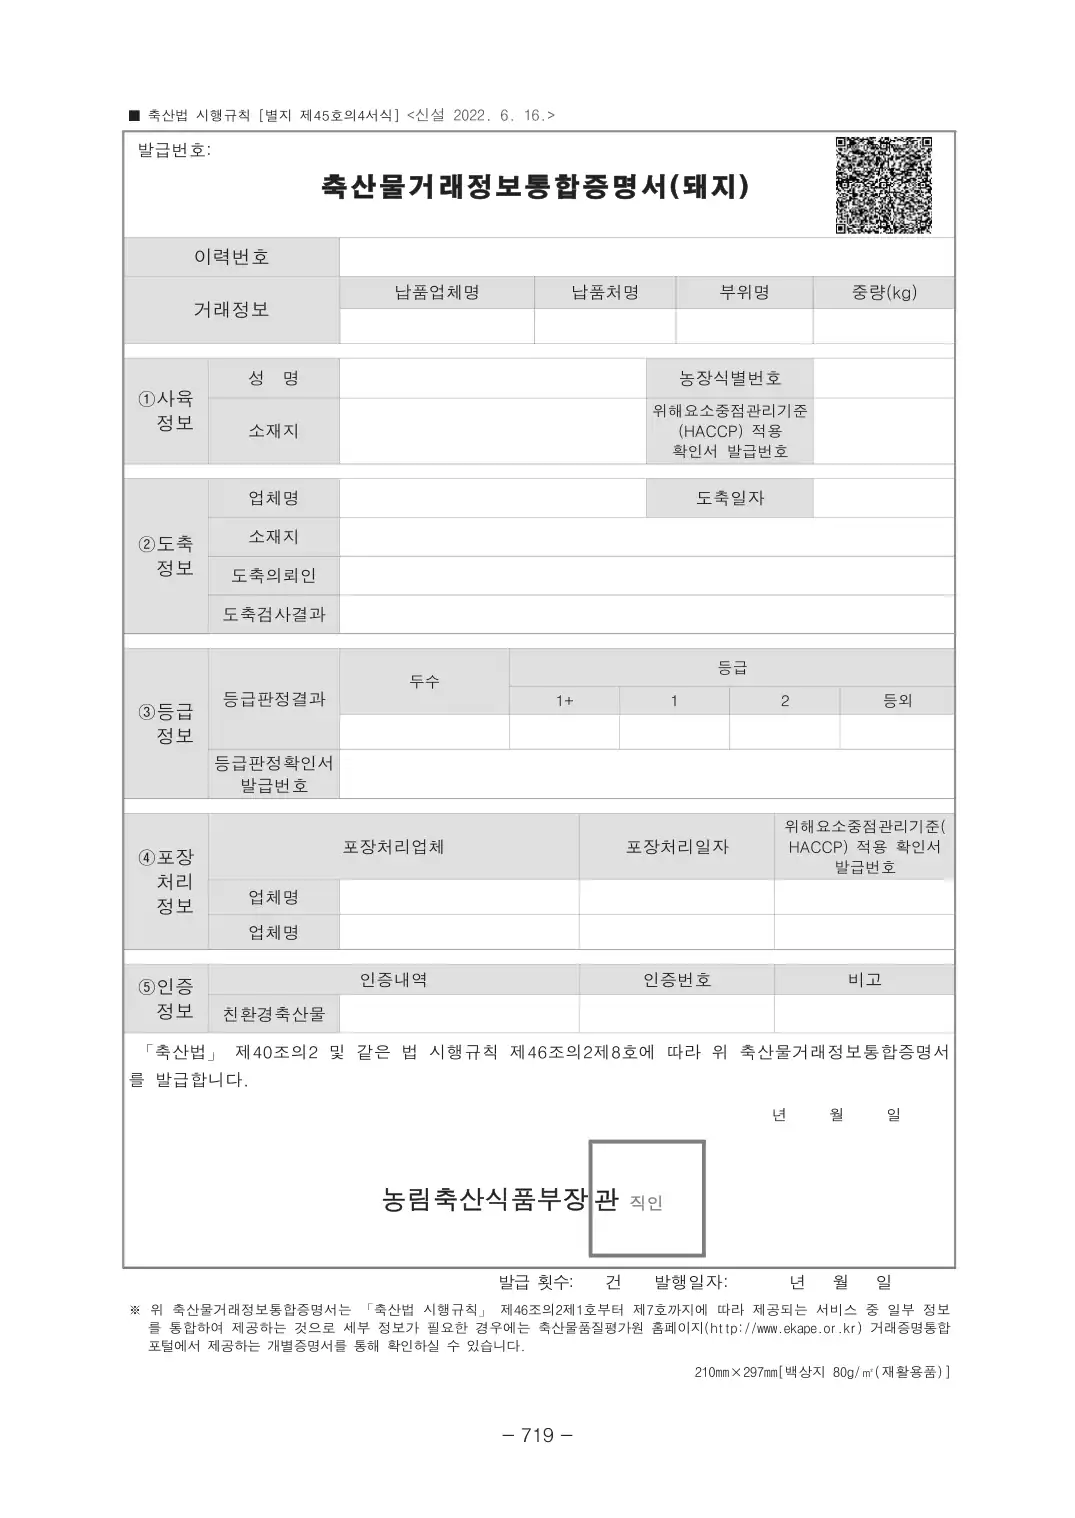 ■ 축산법 시행규칙 [별지 제45호의4서식] <신설 2022. 6. 16.>
발급번호:
축산물거래정보통합증명서(돼지)
이력번호
거래정보
납품업체명 납품처명 부위명 중량(kg)
①사육
정보
성 명 농장식별번호
소재지
위해요소중점관리기준
(HACCP) 적용
확인서 발급번호
②도축
정보
업체명 도축일자
소재지
도축의뢰인
도축검사결과
③등급
정보
등급판정결과
두수
등급
1+ 1 2 등외
등급판정확인서
발급번호
④포장
처리
정보
포장처리업체 포장처리일자
위해요소중점관리기준(
HACCP) 적용 확인서
발급번호
업체명
업체명
⑤인증
정보
인증내역 인증번호 비고
친환경축산물
「축산법」 제40조의2 및 같은 법 시행규칙 제46조의2제8호에 따라 위 축산물거래정보통합증명서
를 발급합니다.
년 월 일
농림축산식품부장관 직인
발급 횟수: 건 발행일자: 년 월 일
※ 위 축산물거래정보통합증명서는 「축산법 시행규칙」 제46조의2제1호부터 제7호까지에 따라 제공되는 서비스 중 일부 정보
를 통합하여 제공하는 것으로 세부 정보가 필요한 경우에는 축산물품질평가원 홈페이지(http://www.ekape.or.kr) 거래증명통합
포털에서 제공하는 개별증명서를 통해 확인하실 수 있습니다.
210㎜×297㎜[백상지 80g/㎡(재활용품)]
- 719 -